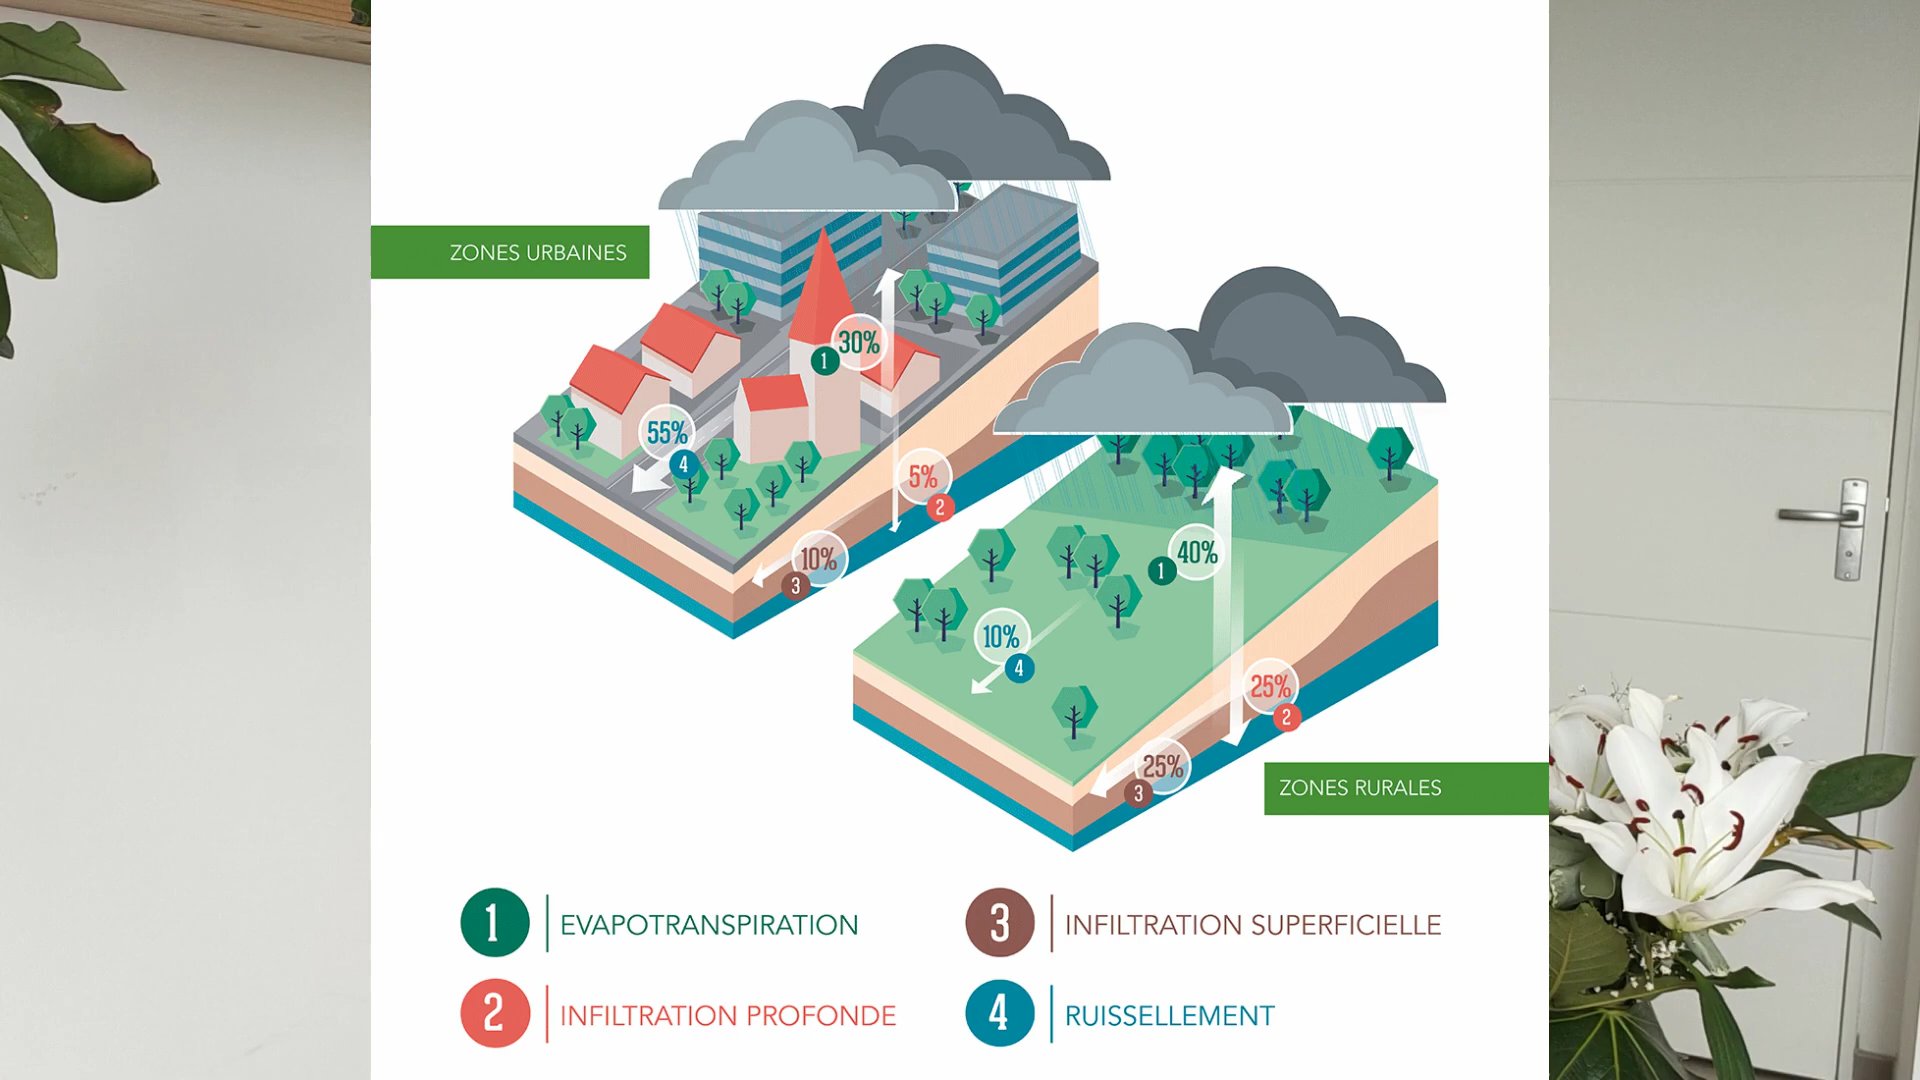 ZONES URBAINES
30%
1
55%
4
5%
2
10%
3
40%
1
10%
4
25%
2
25%
3
ZONES RURALES
1 EVAPOTRANSPIRATION
2 INFILTRATION PROFONDE
3 INFILTRATION SUPERFICIELLE
4 RUISSELLEMENT